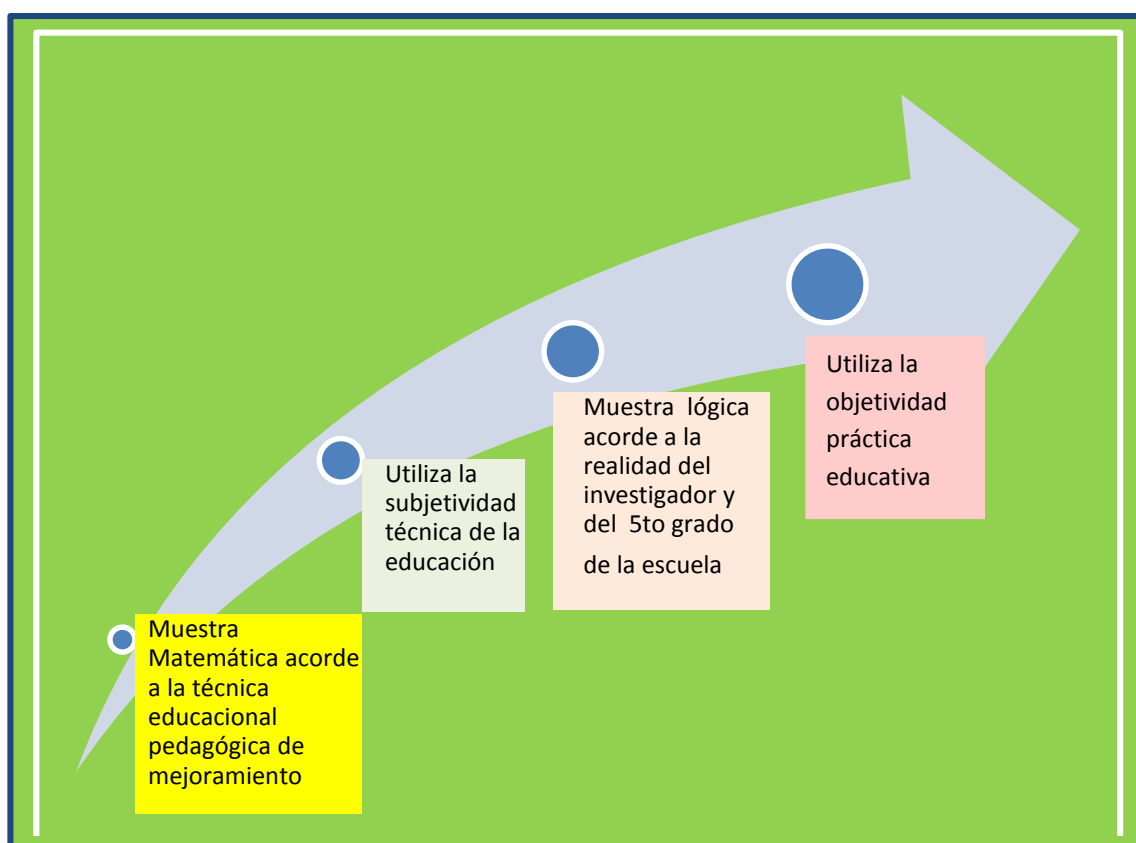 Muestra
Matemática acorde
a la técnica
educacional
pedagógica de
mejoramiento
Utiliza la
subjetividad
técnica de la
educación
Muestra lógica
acorde a la
realidad del
investigador y
del 5to grado
de la escuela
Utiliza la
objetividad
práctica
educativa